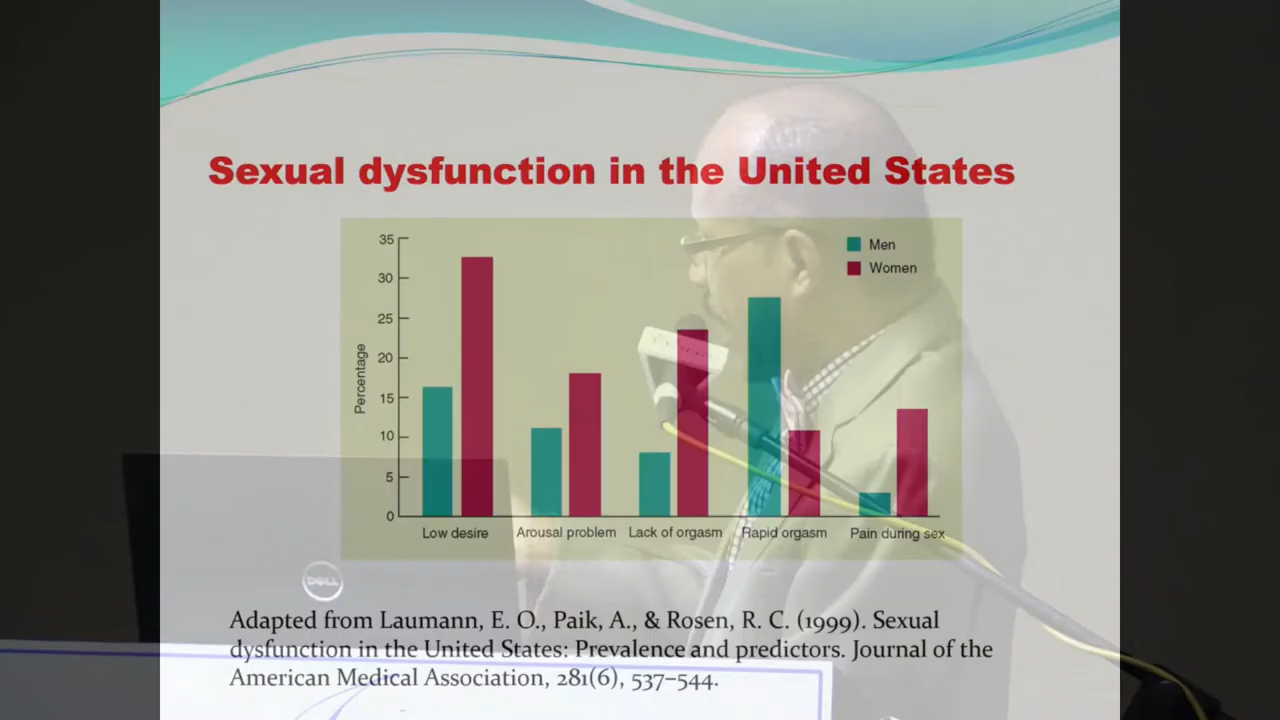 Sexual dysfunction in the United States
35
30
25
20
15
10
5
0
Percentage
Men
Women
Low desire
Arousal problem
Lack of orgasm
Rapid orgasm
Pain during sex
DELL
Adapted from Laumann, E. O., Paik, A., & Rosen, R. C. (1999). Sexual
dysfunction in the United States: Prevalence and predictors. Journal of the
American Medical Association, 281(6), 537–544.